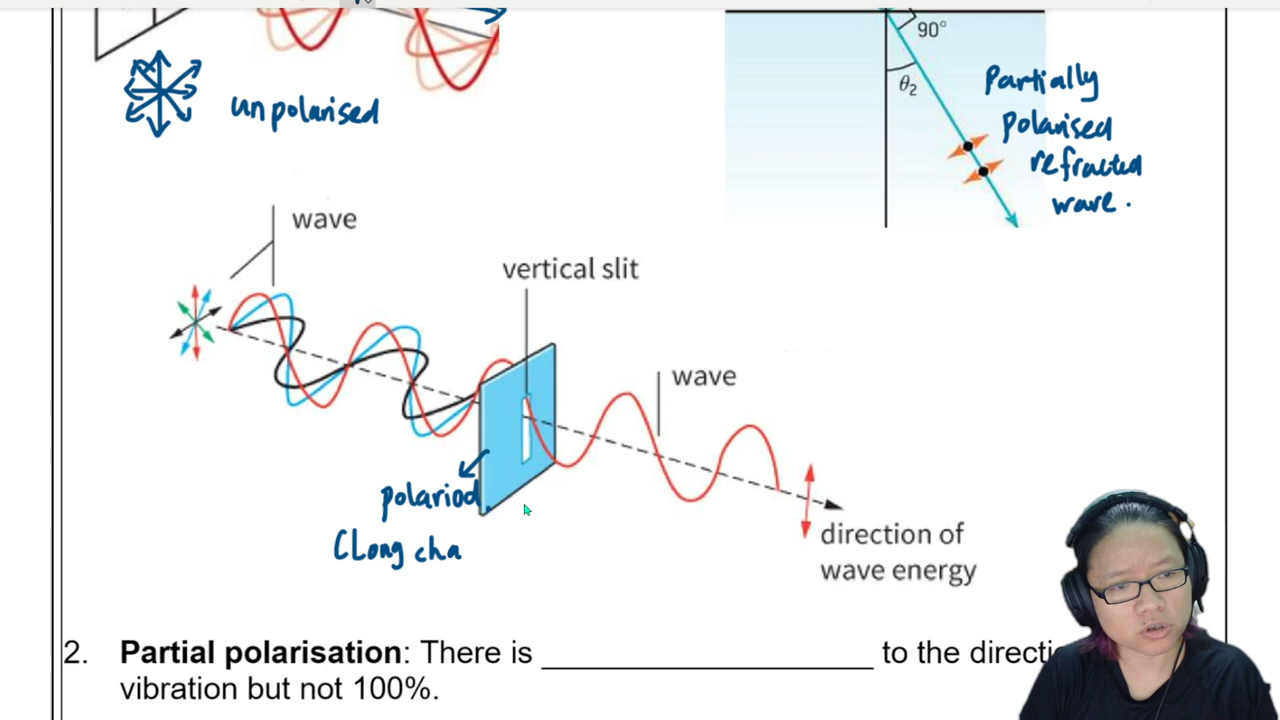 90°
θ2
unpolarised
Partially
polarised
refracted
wave.
wave
vertical slit
wave
polariod.
(long cha
direction of
wave energy
2. Partial polarisation: There is ____________________ to the directi
vibration but not 100%.